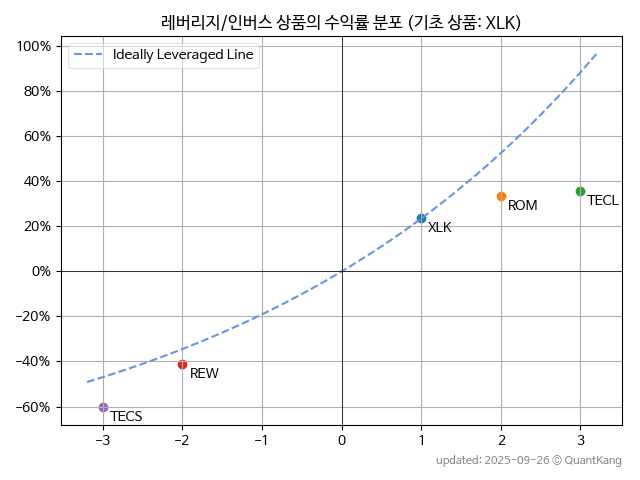 레버리지/인버스 상품의 수익률 분포 (기초 상품: XLK)
100%
80%
60%
40%
20%
0%
−20%
−40%
−60%
Ideally Leveraged Line
XLK
ROM
TECL
REW
TECS
−3
−2
−1
0
1
2
3
updated: 2025-09-26 © QuantKang